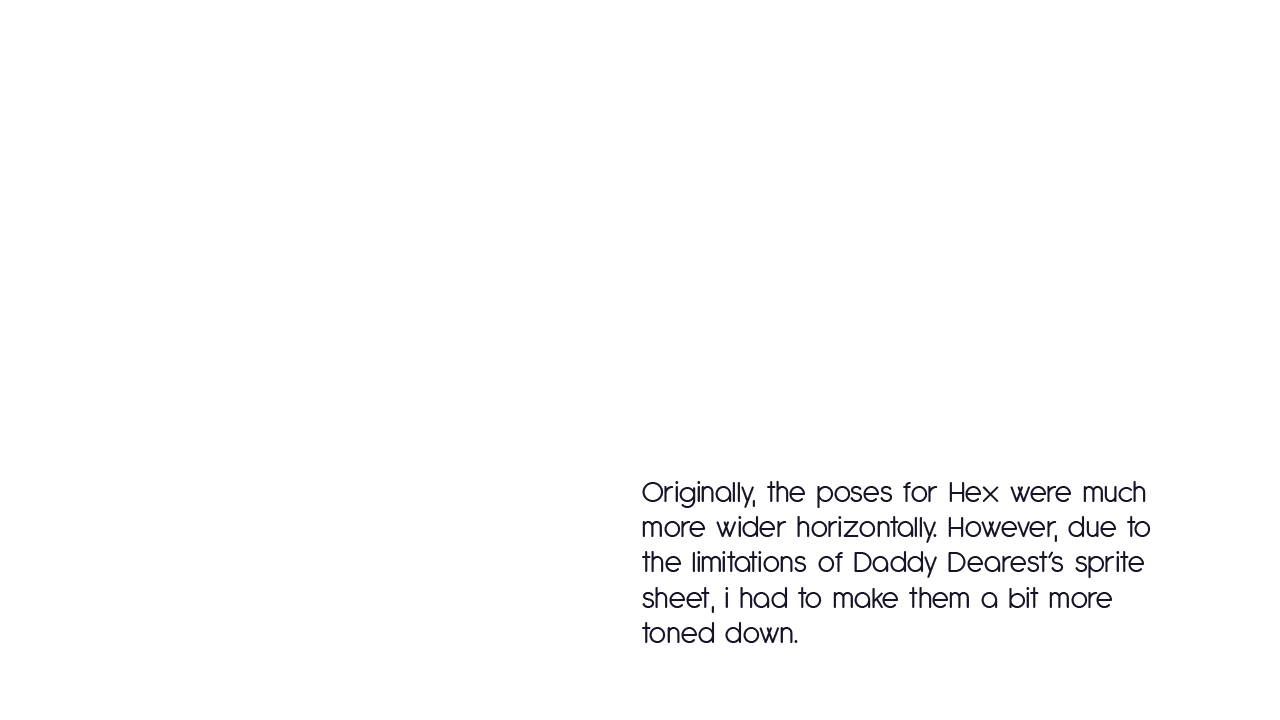 Originally, the poses for Hex were much
more wider horizontally. However, due to
the limitations of Daddy Dearest's sprite
sheet, i had to make them a bit more
toned down.